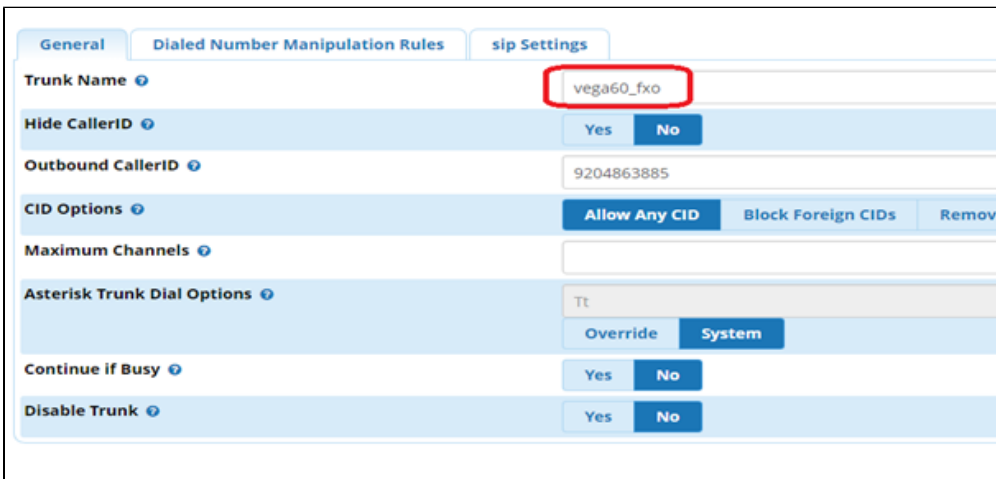 General Dialed Number Manipulation Rules sip Settings
Trunk Name vega60_fxo
Hide CallerID Yes No
Outbound CallerID 9204863885
CID Options Allow Any CID Block Foreign CIDs Remov
Maximum Channels
Asterisk Trunk Dial Options Tt
Override System
Continue if Busy Yes No
Disable Trunk Yes No